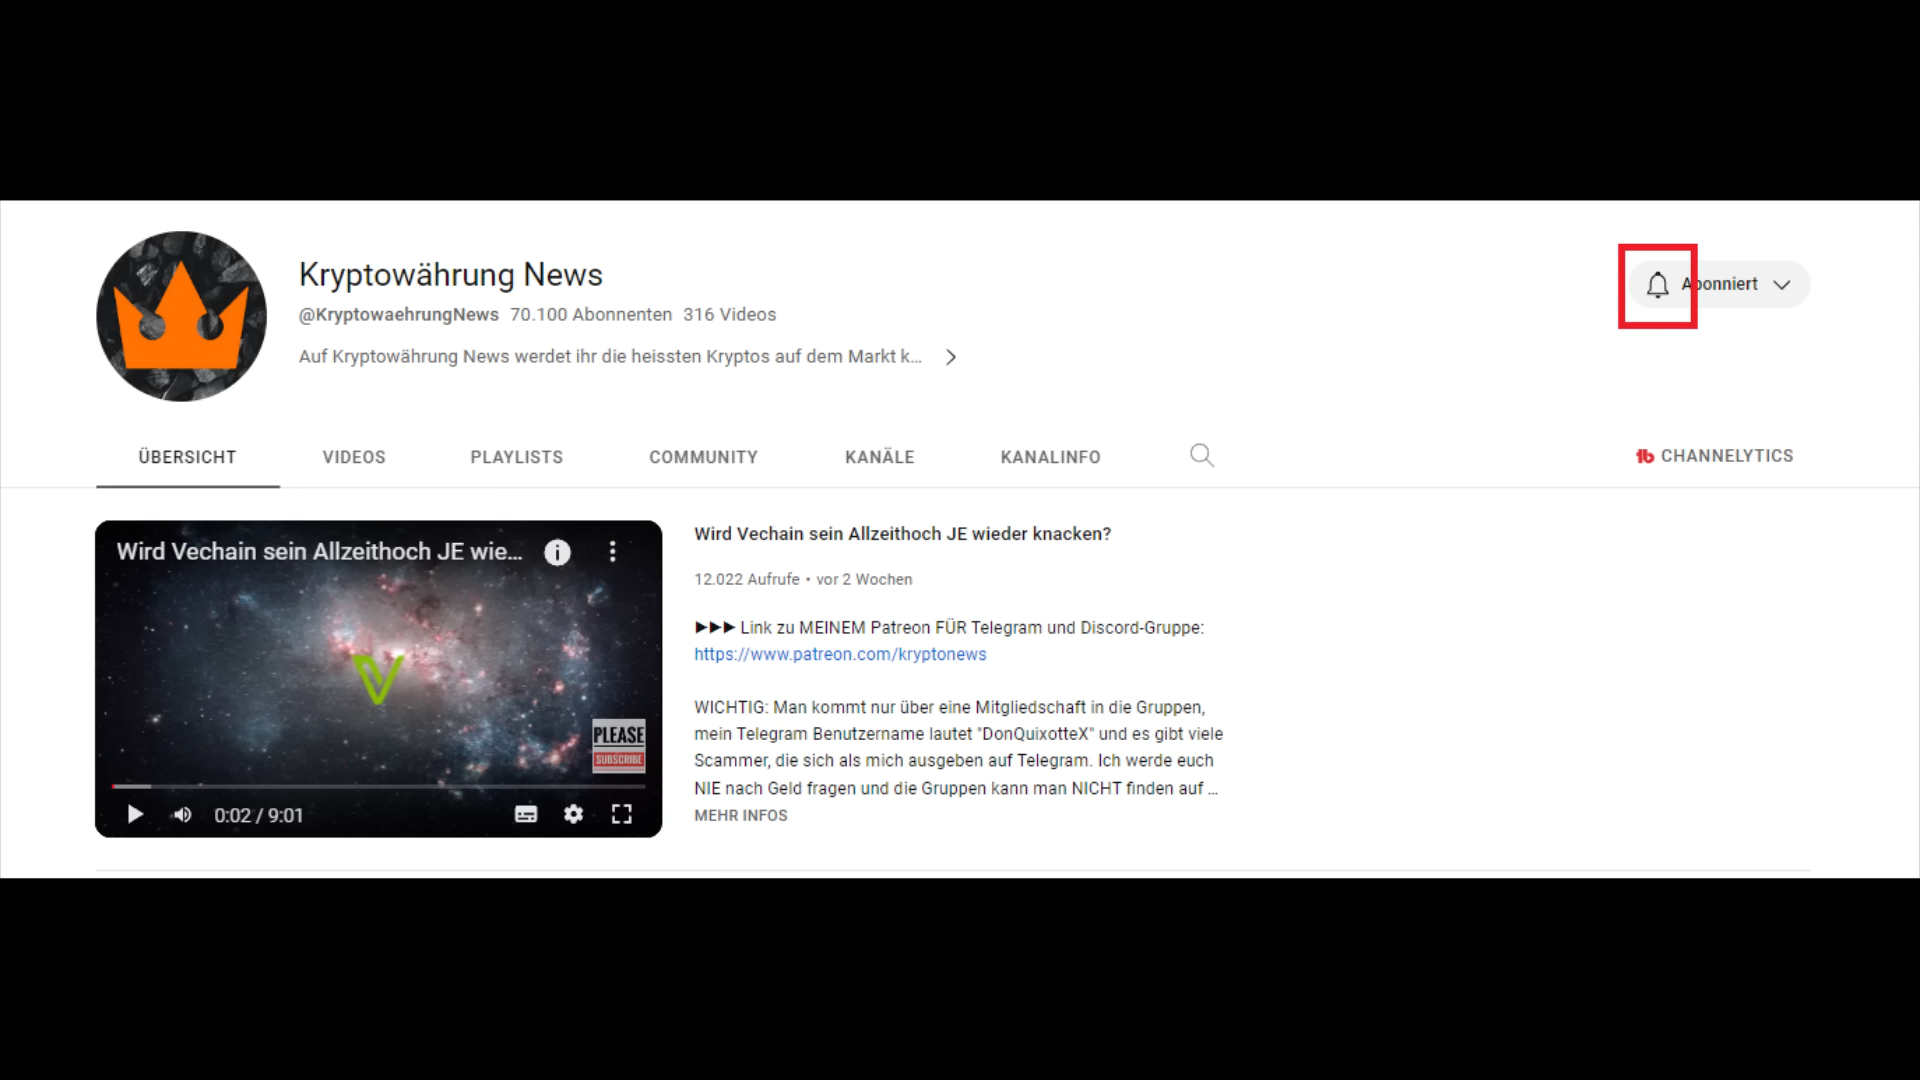 Kryptowährung News
@KryptowaehrungNews 70.100 Abonnenten 316 Videos
Auf Kryptowährung News werdet ihr die heissten Kryptos auf dem Markt k...
Abonniert
ÜBERSICHT VIDEOS PLAYLISTS COMMUNITY KANÄLE KANALINFO
CHANNELYTICS
Wird Vechain sein Allzeithoch JE wie...
PLEASE
SUBSCRIBE
0:02 / 9:01
Wird Vechain sein Allzeithoch JE wieder knacken?
12.022 Aufrufe • vor 2 Wochen
►►► Link zu MEINEM Patreon FÜR Telegram und Discord-Gruppe:
https://www.patreon.com/kryptonews
WICHTIG: Man kommt nur über eine Mitgliedschaft in die Gruppen,
mein Telegram Benutzername lautet "DonQuixotteX" und es gibt viele
Scammer, die sich als mich ausgeben auf Telegram. Ich werde euch
NIE nach Geld fragen und die Gruppen kann man NICHT finden auf ...
MEHR INFOS